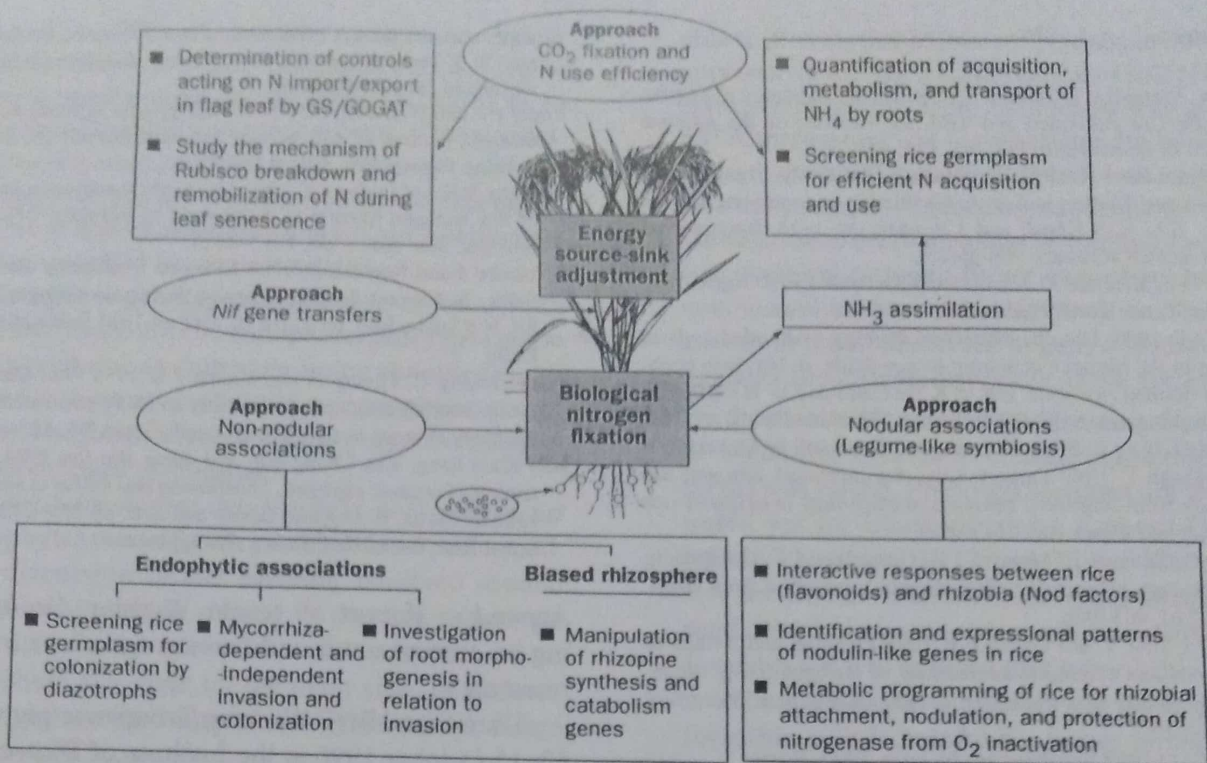 Approach
CO₂ fixation and
N use efficiency
■ Determination of controls
acting on N import/export
in flag leaf by GS/GOGAT
■ Study the mechanism of
Rubisco breakdown and
remobilization of N during
leaf senescence
■ Quantification of acquisition,
metabolism, and transport of
NH₄ by roots
■ Screening rice germplasm
for efficient N acquisition
and use
Energy
source-sink
adjustment
Approach
Nif gene transfers
NH₃ assimilation
Approach
Non-nodular
associations
Biological
nitrogen
fixation
Approach
Nodular associations
(Legume-like symbiosis)
Endophytic associations
■ Screening rice
germplasm for
colonization by
diazotrophs
■ Mycorrhiza-
dependent and
-independent
invasion and
colonization
■ Investigation
of root morpho-
genesis in
relation to
invasion
Biased rhizosphere
■ Manipulation
of rhizopine
synthesis and
catabolism
genes
■ Interactive responses between rice
(flavonoids) and rhizobia (Nod factors)
■ Identification and expressional patterns
of nodulin-like genes in rice
■ Metabolic programming of rice for rhizobial
attachment, nodulation, and protection of
nitrogenase from O₂ inactivation